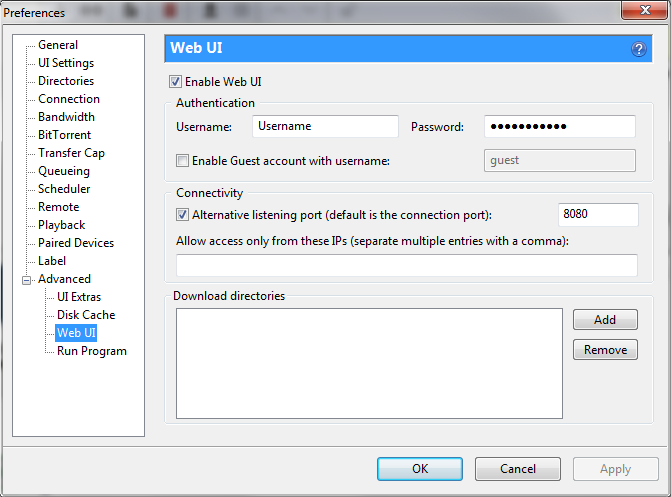 Preferences
General
UI Settings
Directories
Connection
Bandwidth
BitTorrent
Transfer Cap
Queueing
Scheduler
Remote
Playback
Paired Devices
Label
Advanced
UI Extras
Disk Cache
Web UI
Run Program
Web UI
Enable Web UI
Authentication
Username: Username Password: ●●●●●●●●●●●
Enable Guest account with username: guest
Connectivity
Alternative listening port (default is the connection port): 8080
Allow access only from these IPs (separate multiple entries with a comma):
Download directories
Add
Remove
OK Cancel Apply